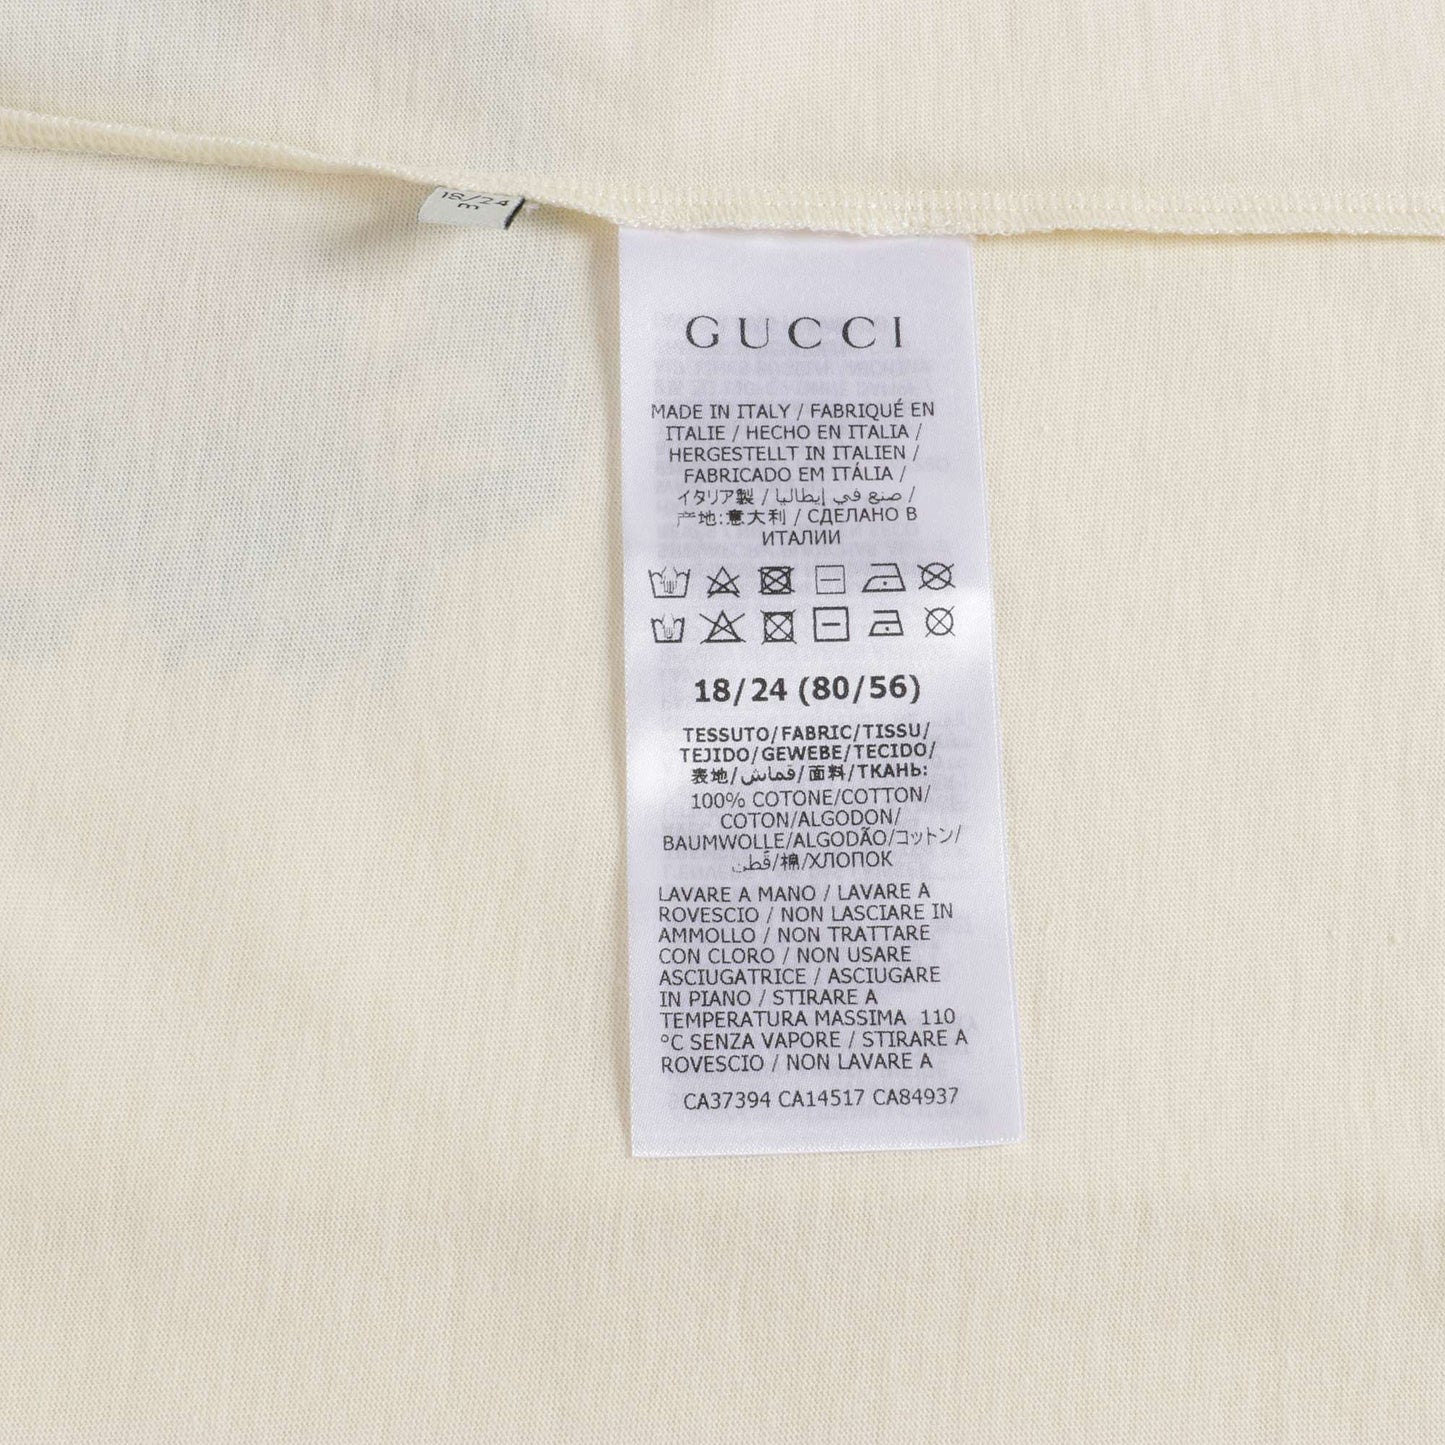 18/24
m
GUCCI
MADE IN ITALY / FABRIQUÉ EN
ITALIE / HECHO EN ITALIA /
HERGESTELLT IN ITALIEN /
FABRICADO EM ITÁLIA /
イタリア製 / صنع في إيطاليا /
产地:意大利 / СДЕЛАНО В
ИТАЛИИ
18/24 (80/56)
TESSUTO/FABRIC/TISSU/
TEJIDO/GEWEBE/TECIDO/
表地/قماش/面料/ТКАНЬ:
100% COTONE/COTTON/
COTON/ALGODON/
BAUMWOLLE/ALGODÃO/コットン/
قطن/棉/ХЛОПОК
LAVARE A MANO / LAVARE A
ROVESCIO / NON LASCIARE IN
AMMOLLO / NON TRATTARE
CON CLORO / NON USARE
ASCIUGATRICE / ASCIUGARE
IN PIANO / STIRARE A
TEMPERATURA MASSIMA 110
°C SENZA VAPORE / STIRARE A
ROVESCIO / NON LAVARE A
CA37394 CA14517 CA84937